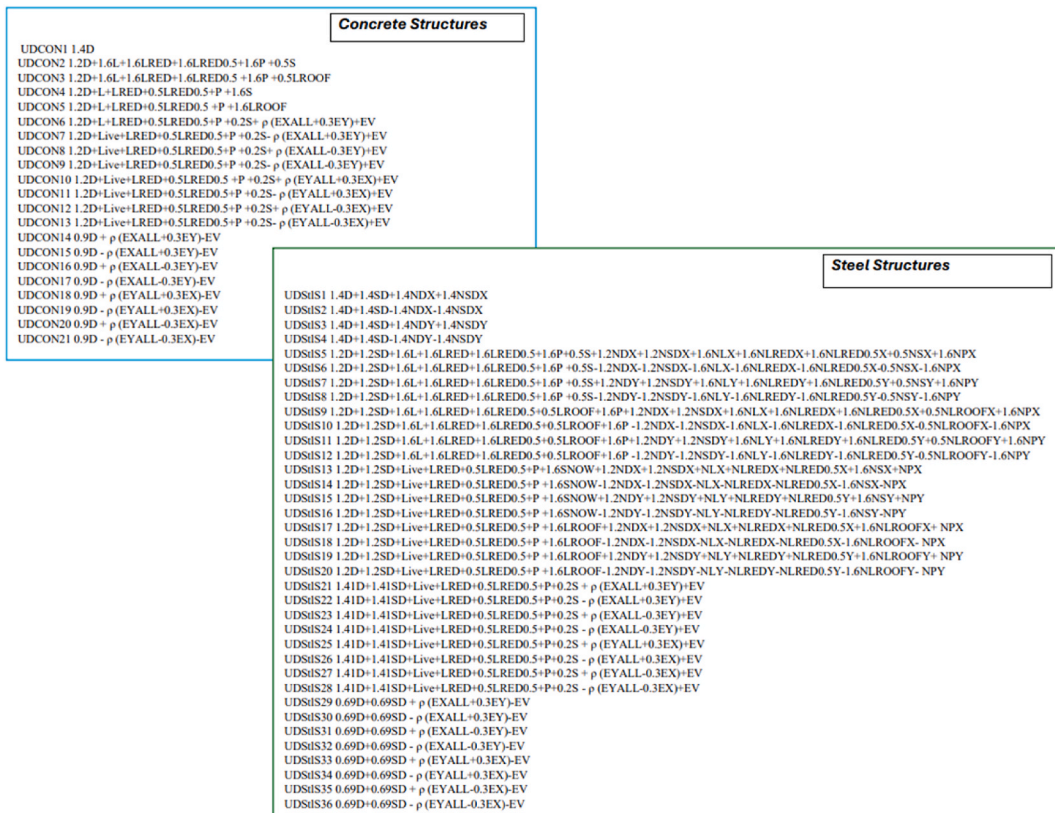 Concrete Structures
UDCON1 1.4D
UDCON2 1.2D+1.6L+1.6LRED+1.6LRED0.5+1.6P +0.5S
UDCON3 1.2D+1.6L+1.6LRED+1.6LRED0.5 +1.6P +0.5LROOF
UDCON4 1.2D+L+LRED+0.5LRED0.5+P +1.6S
UDCON5 1.2D+L+LRED+0.5LRED0.5 +P +1.6LROOF
UDCON6 1.2D+L+LRED+0.5LRED0.5+P +0.2S+ ρ (EXALL+0.3EY)+EV
UDCON7 1.2D+Live+LRED+0.5LRED0.5+P +0.2S- ρ (EXALL+0.3EY)+EV
UDCON8 1.2D+Live+LRED+0.5LRED0.5+P +0.2S+ ρ (EXALL-0.3EY)+EV
UDCON9 1.2D+Live+LRED+0.5LRED0.5+P +0.2S- ρ (EXALL-0.3EY)+EV
UDCON10 1.2D+Live+LRED+0.5LRED0.5 +P +0.2S+ ρ (EYALL+0.3EX)+EV
UDCON11 1.2D+Live+LRED+0.5LRED0.5+P +0.2S- ρ (EYALL+0.3EX)+EV
UDCON12 1.2D+Live+LRED+0.5LRED0.5+P +0.2S+ ρ (EYALL-0.3EX)+EV
UDCON13 1.2D+Live+LRED+0.5LRED0.5+P +0.2S- ρ (EYALL-0.3EX)+EV
UDCON14 0.9D + ρ (EXALL+0.3EY)-EV
UDCON15 0.9D - ρ (EXALL+0.3EY)-EV
UDCON16 0.9D + ρ (EXALL-0.3EY)-EV
UDCON17 0.9D - ρ (EXALL-0.3EY)-EV
UDCON18 0.9D + ρ (EYALL+0.3EX)-EV
UDCON19 0.9D - ρ (EYALL+0.3EX)-EV
UDCON20 0.9D + ρ (EYALL-0.3EX)-EV
UDCON21 0.9D - ρ (EYALL-0.3EX)-EV
Steel Structures
UDStlS1 1.4D+1.4SD+1.4NDX+1.4NSDX
UDStlS2 1.4D+1.4SD-1.4NDX-1.4NSDX
UDStlS3 1.4D+1.4SD+1.4NDY+1.4NSDY
UDStlS4 1.4D+1.4SD-1.4NDY-1.4NSDY
UDStlS5 1.2D+1.2SD+1.6L+1.6LRED+1.6LRED0.5+1.6P+0.5S+1.2NDX+1.2NSDX+1.6NLX+1.6NLREDX+1.6NLRED0.5X+0.5NSX+1.6NPX
UDStlS6 1.2D+1.2SD+1.6L+1.6LRED+1.6LRED0.5+1.6P +0.5S-1.2NDX-1.2NSDX-1.6NLX-1.6NLREDX-1.6NLRED0.5X-0.5NSX-1.6NPX
UDStlS7 1.2D+1.2SD+1.6L+1.6LRED+1.6LRED0.5+1.6P +0.5S+1.2NDY+1.2NSDY+1.6NLY+1.6NLREDY+1.6NLRED0.5Y+0.5NSY+1.6NPY
UDStlS8 1.2D+1.2SD+1.6L+1.6LRED+1.6LRED0.5+1.6P +0.5S-1.2NDY-1.2NSDY-1.6NLY-1.6NLREDY-1.6NLRED0.5Y-0.5NSY-1.6NPY
UDStlS9 1.2D+1.2SD+1.6L+1.6LRED+1.6LRED0.5+0.5LROOF+1.6P+1.2NDX+1.2NSDX+1.6NLX+1.6NLREDX+1.6NLRED0.5X+0.5NLROOFX+1.6NPX
UDStlS10 1.2D+1.2SD+1.6L+1.6LRED+1.6LRED0.5+0.5LROOF+1.6P -1.2NDX-1.2NSDX-1.6NLX-1.6NLREDX-1.6NLRED0.5X-0.5NLROOFX-1.6NPX
UDStlS11 1.2D+1.2SD+1.6L+1.6LRED+1.6LRED0.5+0.5LROOF+1.6P+1.2NDY+1.2NSDY+1.6NLY+1.6NLREDY+1.6NLRED0.5Y+0.5NLROOFY+1.6NPY
UDStlS12 1.2D+1.2SD+1.6L+1.6LRED+1.6LRED0.5+0.5LROOF+1.6P -1.2NDY-1.2NSDY-1.6NLY-1.6NLREDY-1.6NLRED0.5Y-0.5NLROOFY-1.6NPY
UDStlS13 1.2D+1.2SD+Live+LRED+0.5LRED0.5+P+1.6SNOW+1.2NDX+1.2NSDX+NLX+NLREDX+NLRED0.5X+1.6NSX+NPX
UDStlS14 1.2D+1.2SD+Live+LRED+0.5LRED0.5+P +1.6SNOW-1.2NDX-1.2NSDX-NLX-NLREDX-NLRED0.5X-1.6NSX-NPX
UDStlS15 1.2D+1.2SD+Live+LRED+0.5LRED0.5+P +1.6SNOW+1.2NDY+1.2NSDY+NLY+NLREDY+NLRED0.5Y+1.6NSY+NPY
UDStlS16 1.2D+1.2SD+Live+LRED+0.5LRED0.5+P +1.6SNOW-1.2NDY-1.2NSDY-NLY-NLREDY-NLRED0.5Y-1.6NSY-NPY
UDStlS17 1.2D+1.2SD+Live+LRED+0.5LRED0.5+P +1.6LROOF+1.2NDX+1.2NSDX+NLX+NLREDX+NLRED0.5X+1.6NLROOFX+ NPX
UDStlS18 1.2D+1.2SD+Live+LRED+0.5LRED0.5+P +1.6LROOF-1.2NDX-1.2NSDX-NLX-NLREDX-NLRED0.5X-1.6NLROOFX- NPX
UDStlS19 1.2D+1.2SD+Live+LRED+0.5LRED0.5+P +1.6LROOF+1.2NDY+1.2NSDY+NLY+NLREDY+NLRED0.5Y+1.6NLROOFY+ NPY
UDStlS20 1.2D+1.2SD+Live+LRED+0.5LRED0.5+P +1.6LROOF-1.2NDY-1.2NSDY-NLY-NLREDY-NLRED0.5Y-1.6NLROOFY- NPY
UDStlS21 1.41D+1.41SD+Live+LRED+0.5LRED0.5+P+0.2S + ρ (EXALL+0.3EY)+EV
UDStlS22 1.41D+1.41SD+Live+LRED+0.5LRED0.5+P+0.2S - ρ (EXALL+0.3EY)+EV
UDStlS23 1.41D+1.41SD+Live+LRED+0.5LRED0.5+P+0.2S + ρ (EXALL-0.3EY)+EV
UDStlS24 1.41D+1.41SD+Live+LRED+0.5LRED0.5+P+0.2S - ρ (EXALL-0.3EY)+EV
UDStlS25 1.41D+1.41SD+Live+LRED+0.5LRED0.5+P+0.2S + ρ (EYALL+0.3EX)+EV
UDStlS26 1.41D+1.41SD+Live+LRED+0.5LRED0.5+P+0.2S - ρ (EYALL+0.3EX)+EV
UDStlS27 1.41D+1.41SD+Live+LRED+0.5LRED0.5+P+0.2S + ρ (EYALL-0.3EX)+EV
UDStlS28 1.41D+1.41SD+Live+LRED+0.5LRED0.5+P+0.2S - ρ (EYALL-0.3EX)+EV
UDStlS29 0.69D+0.69SD + ρ (EXALL+0.3EY)-EV
UDStlS30 0.69D+0.69SD - ρ (EXALL+0.3EY)-EV
UDStlS31 0.69D+0.69SD + ρ (EXALL-0.3EY)-EV
UDStlS32 0.69D+0.69SD - ρ (EXALL-0.3EY)-EV
UDStlS33 0.69D+0.69SD + ρ (EYALL+0.3EX)-EV
UDStlS34 0.69D+0.69SD - ρ (EYALL+0.3EX)-EV
UDStlS35 0.69D+0.69SD + ρ (EYALL-0.3EX)-EV
UDStlS36 0.69D+0.69SD - ρ (EYALL-0.3EX)-EV